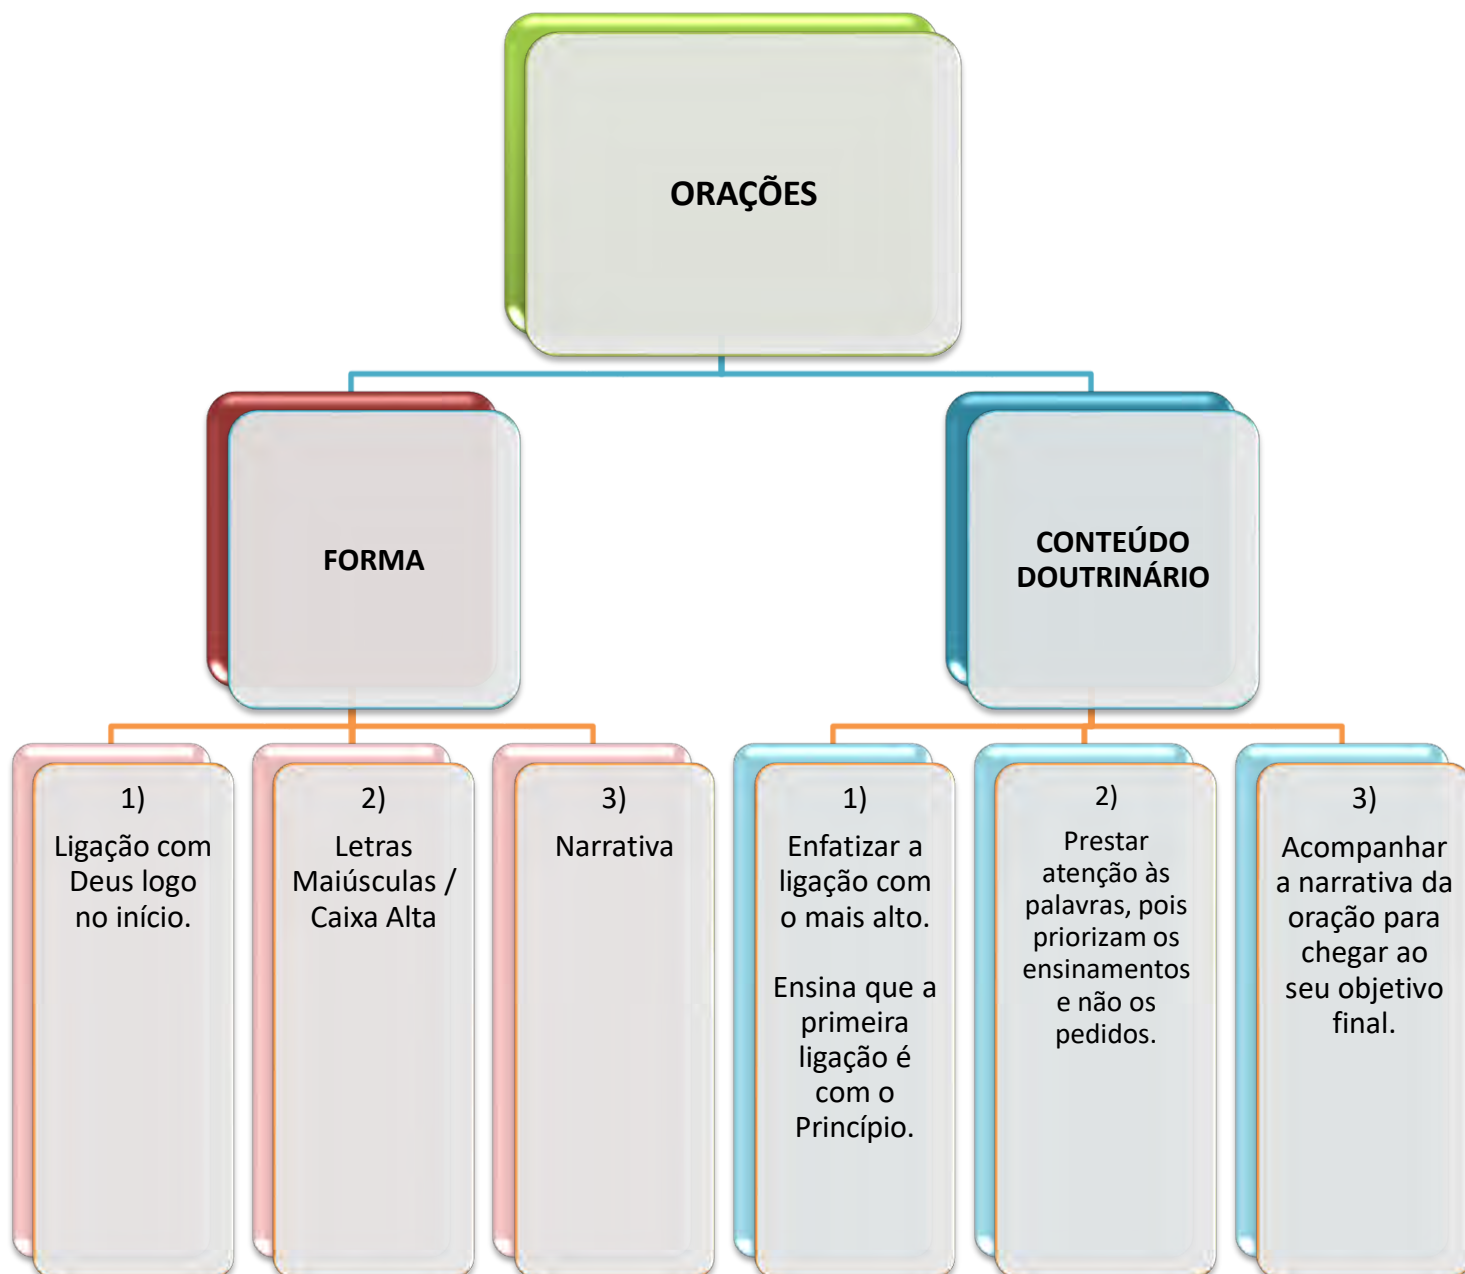 ORAÇÕES
FORMA
CONTEÚDO
DOUTRINÁRIO
1)
Ligação com
Deus logo
no início.
2)
Letras
Maiúsculas /
Caixa Alta
3)
Narrativa
1)
Enfatizar a
ligação com
o mais alto.
Ensina que a
primeira
ligação é
com o
Princípio.
2)
Prestar
atenção às
palavras, pois
priorizam os
ensinamentos
e não os
pedidos.
3)
Acompanhar
a narrativa da
oração para
chegar ao
seu objetivo
final.